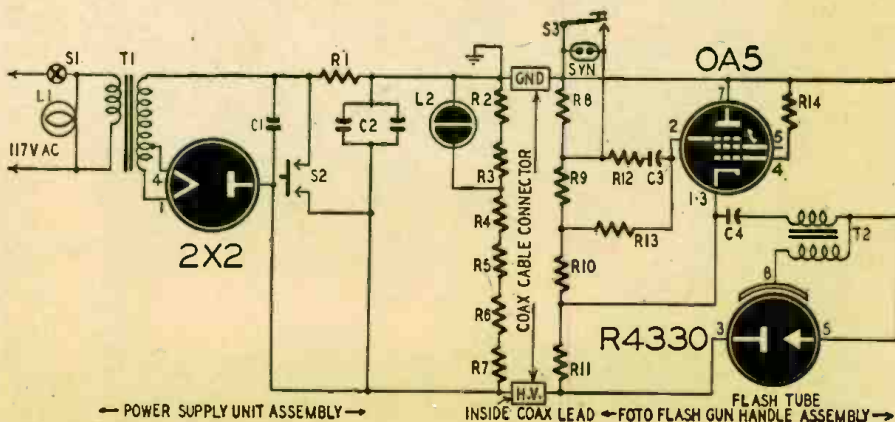 S1
T1
L1
117V AC
4
1
2X2
C1
S2
R1
C2
L2
R2
R3
R4
R5
R6
R7
GND
COAX CABLE CONNECTOR
H.V.
S3
SYN
R8
R9
R10
R11
R12
C3
R13
OA5
7
2
5
4
1·3
R14
C4
T2
8
R4330
3
5
FLASH TUBE
POWER SUPPLY UNIT ASSEMBLY
INSIDE COAX LEAD
FOTO FLASH GUN HANDLE ASSEMBLY